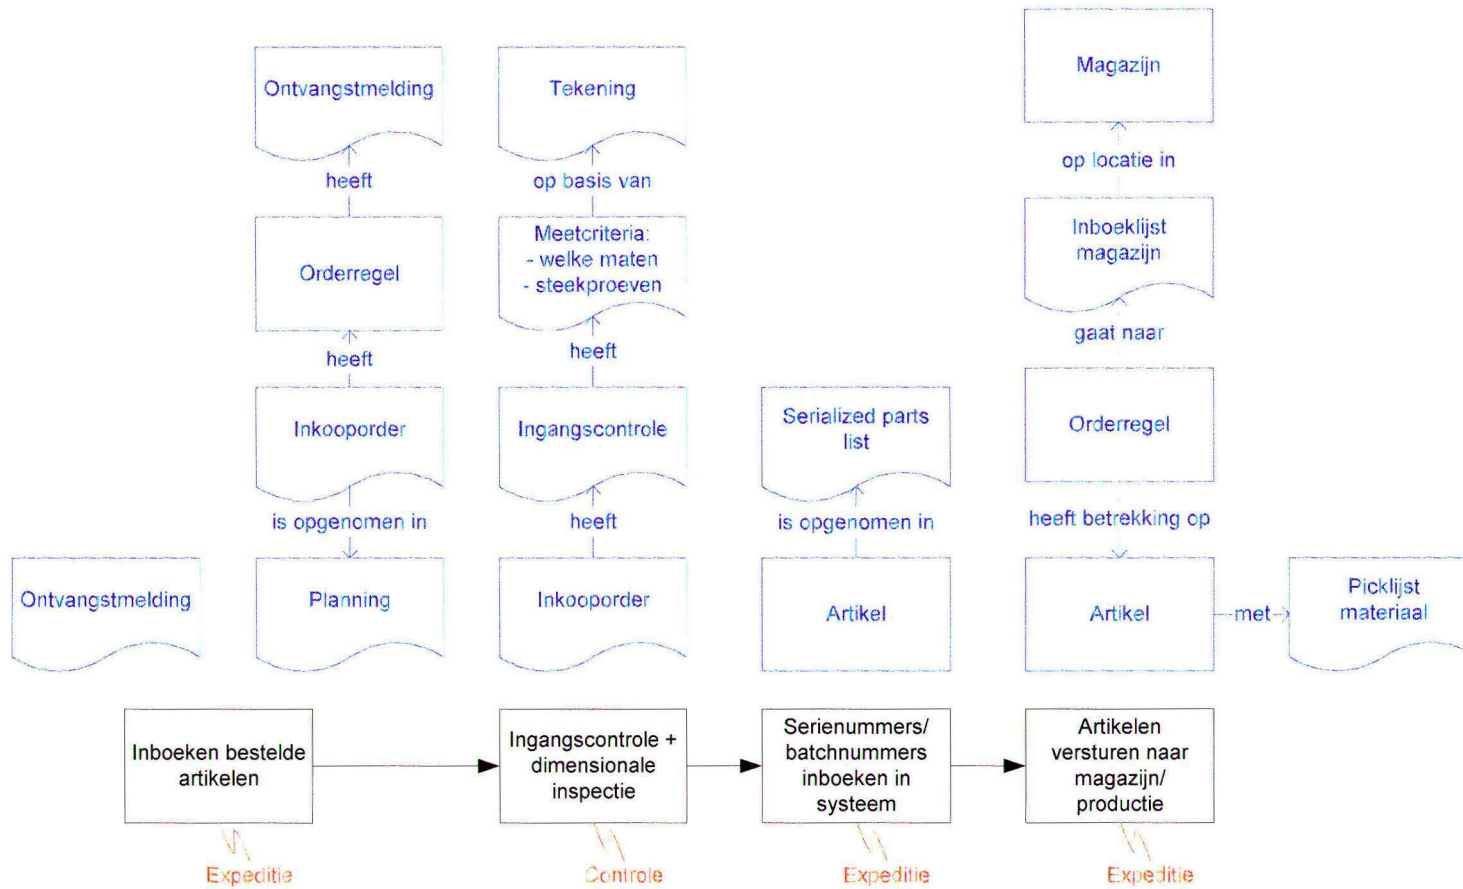 Ontvangstmelding
Tekening
Magazijn
heeft
op basis van
op locatie in
Orderregel
Meetcriteria:
- welke maten
- steekproeven
Inboeklijst
magazijn
heeft
heeft
gaat naar
Inkooporder
Ingangscontrole
Serialized parts
list
Orderregel
is opgenomen in
heeft
is opgenomen in
heeft betrekking op
Ontvangstmelding
Planning
Inkooporder
Artikel
Artikel
met
Picklijst
materiaal
Inboeken bestelde
artikelen
Ingangscontrole +
dimensionale
inspectie
Serienummers/
batchnummers
inboeken in
systeem
Artikelen
versturen naar
magazijn/
productie
Expeditie
Controle
Expeditie
Expeditie